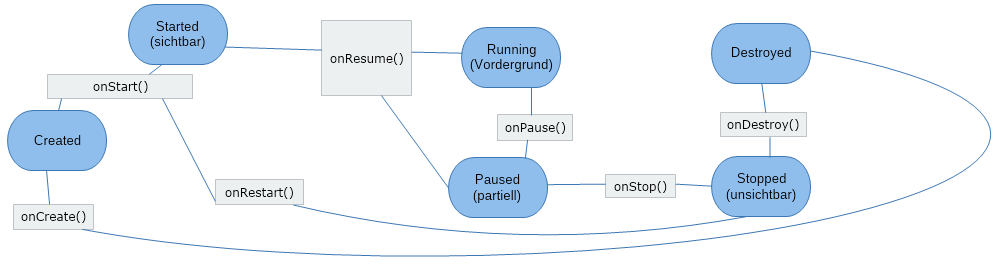 Started
(sichtbar)
onStart()
Created
onCreate()
onRestart()
onResume()
Running
(Vordergrund)
onPause()
Paused
(partiell)
onStop()
Destroyed
onDestroy()
Stopped
(unsichtbar)